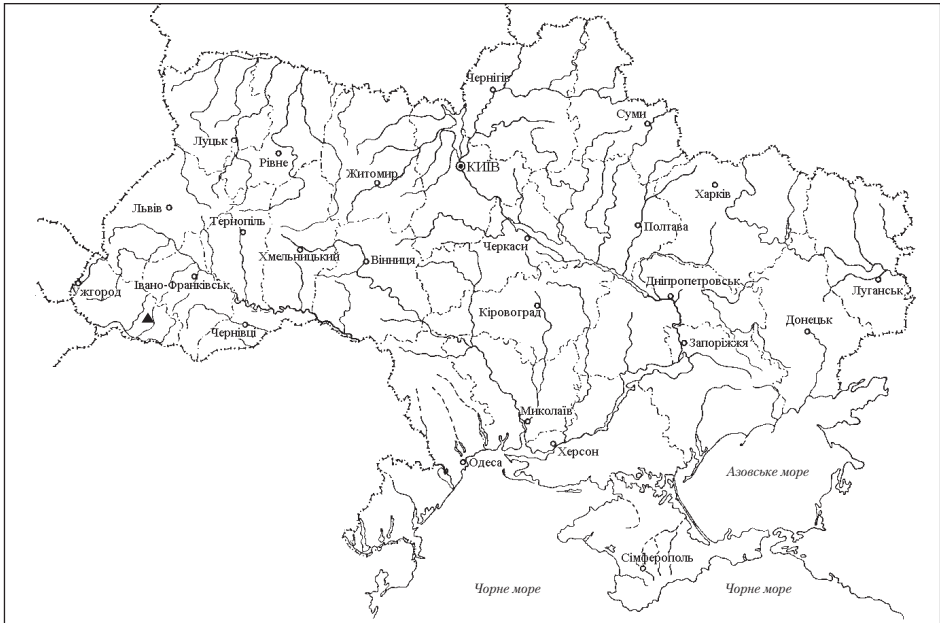 Чернігів
Суми
Луцьк
Рівне
КИЇВ
Житомир
Харків
Львів
Тернопіль
Полтава
Черкаси
Хмельницький
Вінниця
Ужгород
Івано-Франківськ
Дніпропетровськ
Луганськ
Кіровоград
Донецьк
Чернівці
Запоріжжя
Миколаїв
Херсон
Одеса
Азовське море
Сімферополь
Чорне море
Чорне море